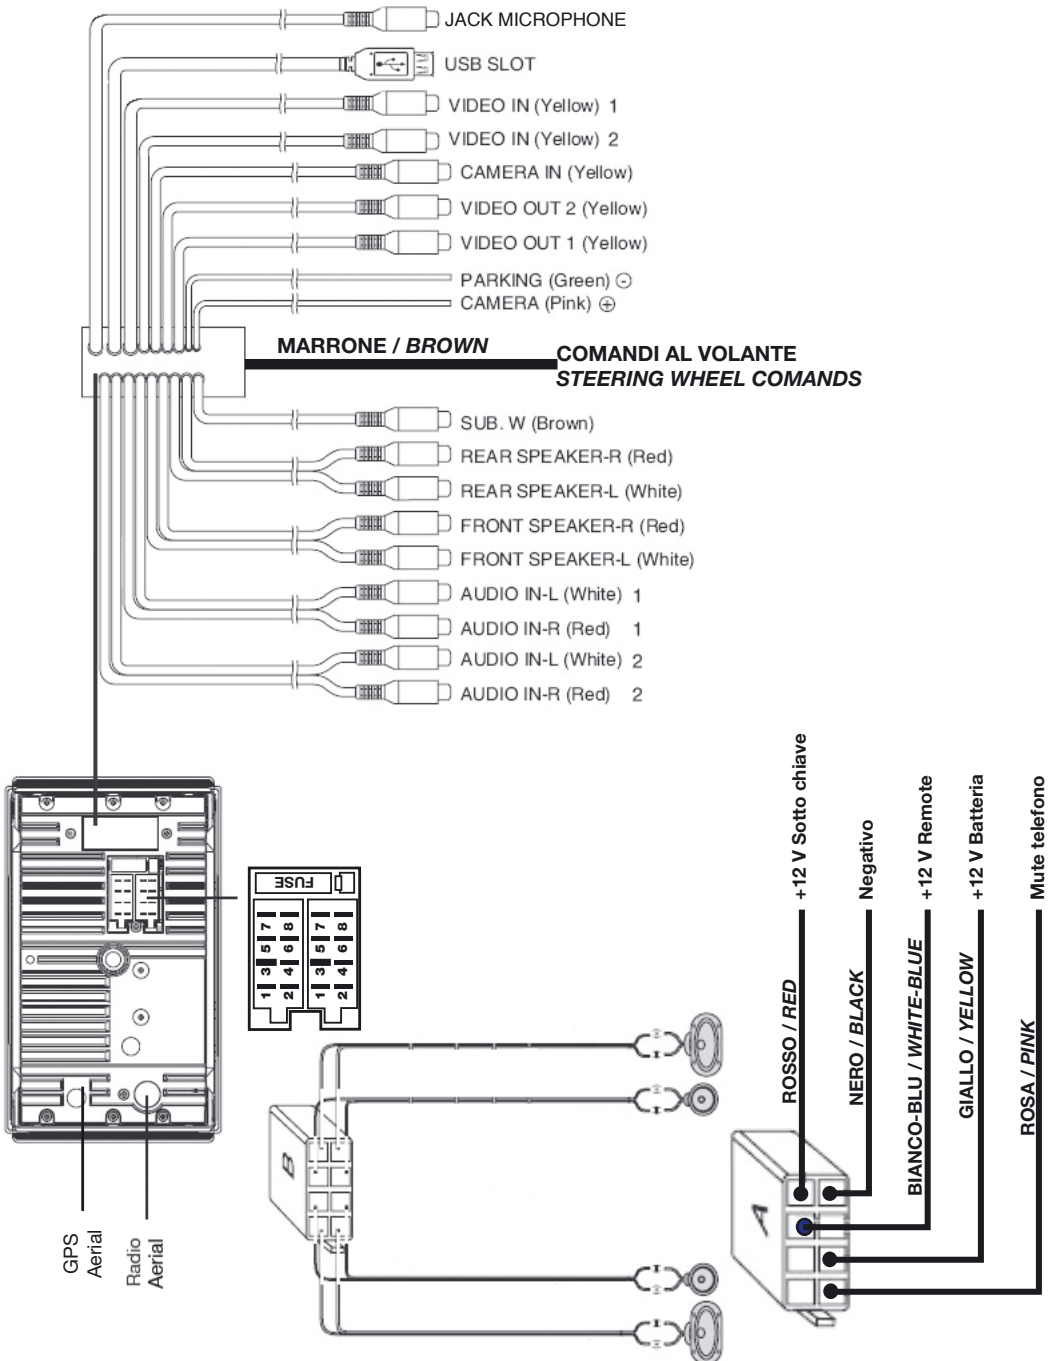 JACK MICROPHONE
USB SLOT
VIDEO IN (Yellow) 1
VIDEO IN (Yellow) 2
CAMERA IN (Yellow)
VIDEO OUT 2 (Yellow)
VIDEO OUT 1 (Yellow)
PARKING (Green) ⊖
CAMERA (Pink) ⊕
MARRONE / BROWN
COMANDI AL VOLANTE
STEERING WHEEL COMANDS
SUB. W (Brown)
REAR SPEAKER-R (Red)
REAR SPEAKER-L (White)
FRONT SPEAKER-R (Red)
FRONT SPEAKER-L (White)
AUDIO IN-L (White) 1
AUDIO IN-R (Red) 1
AUDIO IN-L (White) 2
AUDIO IN-R (Red) 2
FUSE
1 3 5 7
2 4 6 8
1 3 5 7
2 4 6 8
GPS
Aerial
Radio
Aerial
B
A
ROSSO / RED
+12 V Sotto chiave
NERO / BLACK
Negativo
BIANCO-BLU / WHITE-BLUE
+12 V Remote
GIALLO / YELLOW
+12 V Batteria
ROSA / PINK
Mute telefono